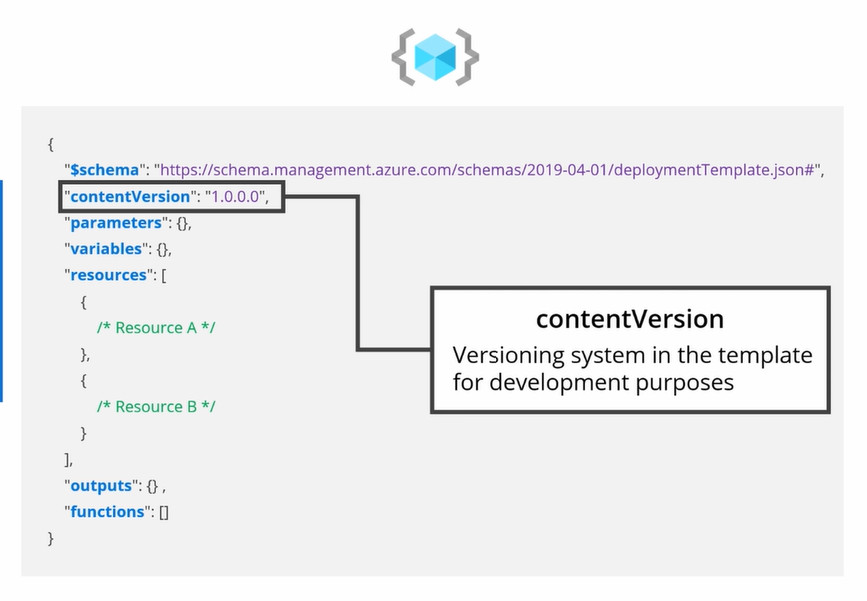 {
"$schema": "https://schema.management.azure.com/schemas/2019-04-01/deploymentTemplate.json#",
"contentVersion": "1.0.0.0",
"parameters": {},
"variables": {},
"resources": [
{
/* Resource A */
},
{
/* Resource B */
}
],
"outputs": {} ,
"functions": []
}
contentVersion
Versioning system in the template
for development purposes